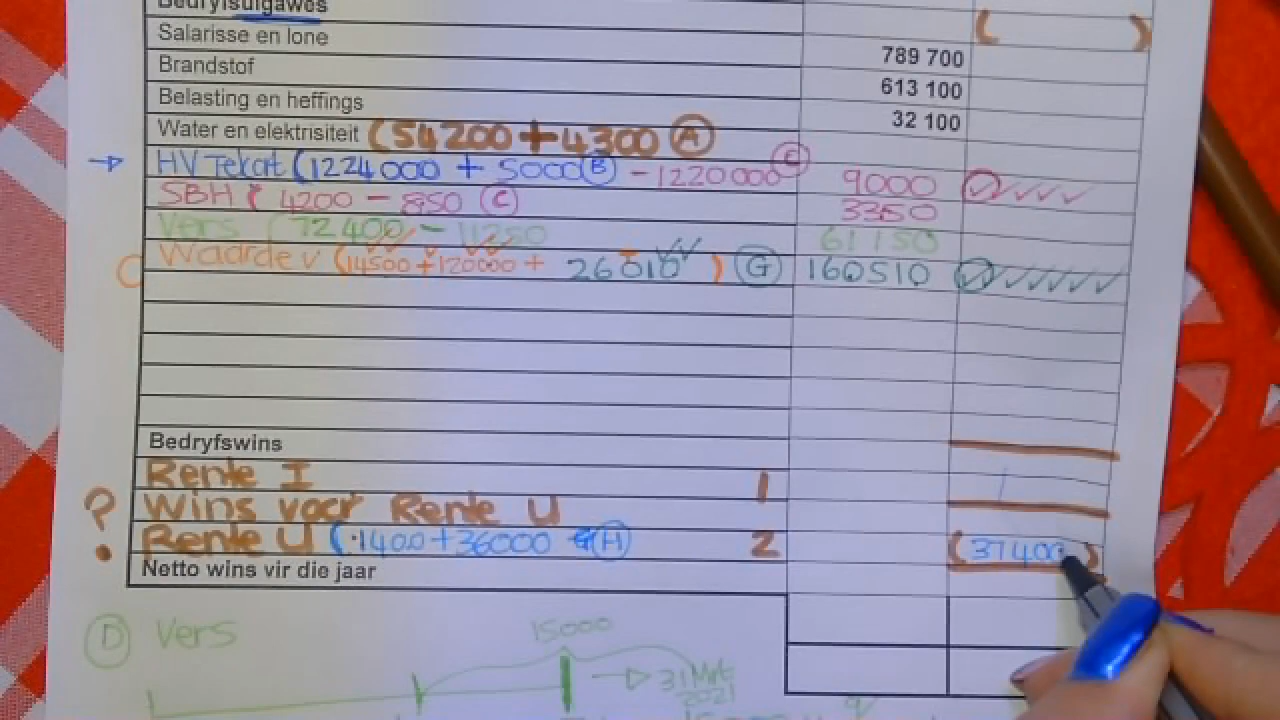 Bedryfsuitgawes ( )
Salarisse en lone 789 700
Brandstof 613 100
Belasting en heffings 32 100
Water en elektrisiteit (54200 + 4300 Ⓐ
→ HV Tekort (1224000 + 5000 Ⓑ - 1220000 Ⓒ 9000
SBH ( 4200 - 850 Ⓒ 3350
Vers (72400 - 11250 61150
Waarde v (14500 + 120000 + 26010 ) Ⓖ 160510
Bedryfswins
Rente I 1
? Wins voor Rente U
Rente U (1400 + 36000 Ⓗ 2 (37400)
Netto wins vir die jaar
Ⓓ Vers 15000
→ 31 Mrt
2021